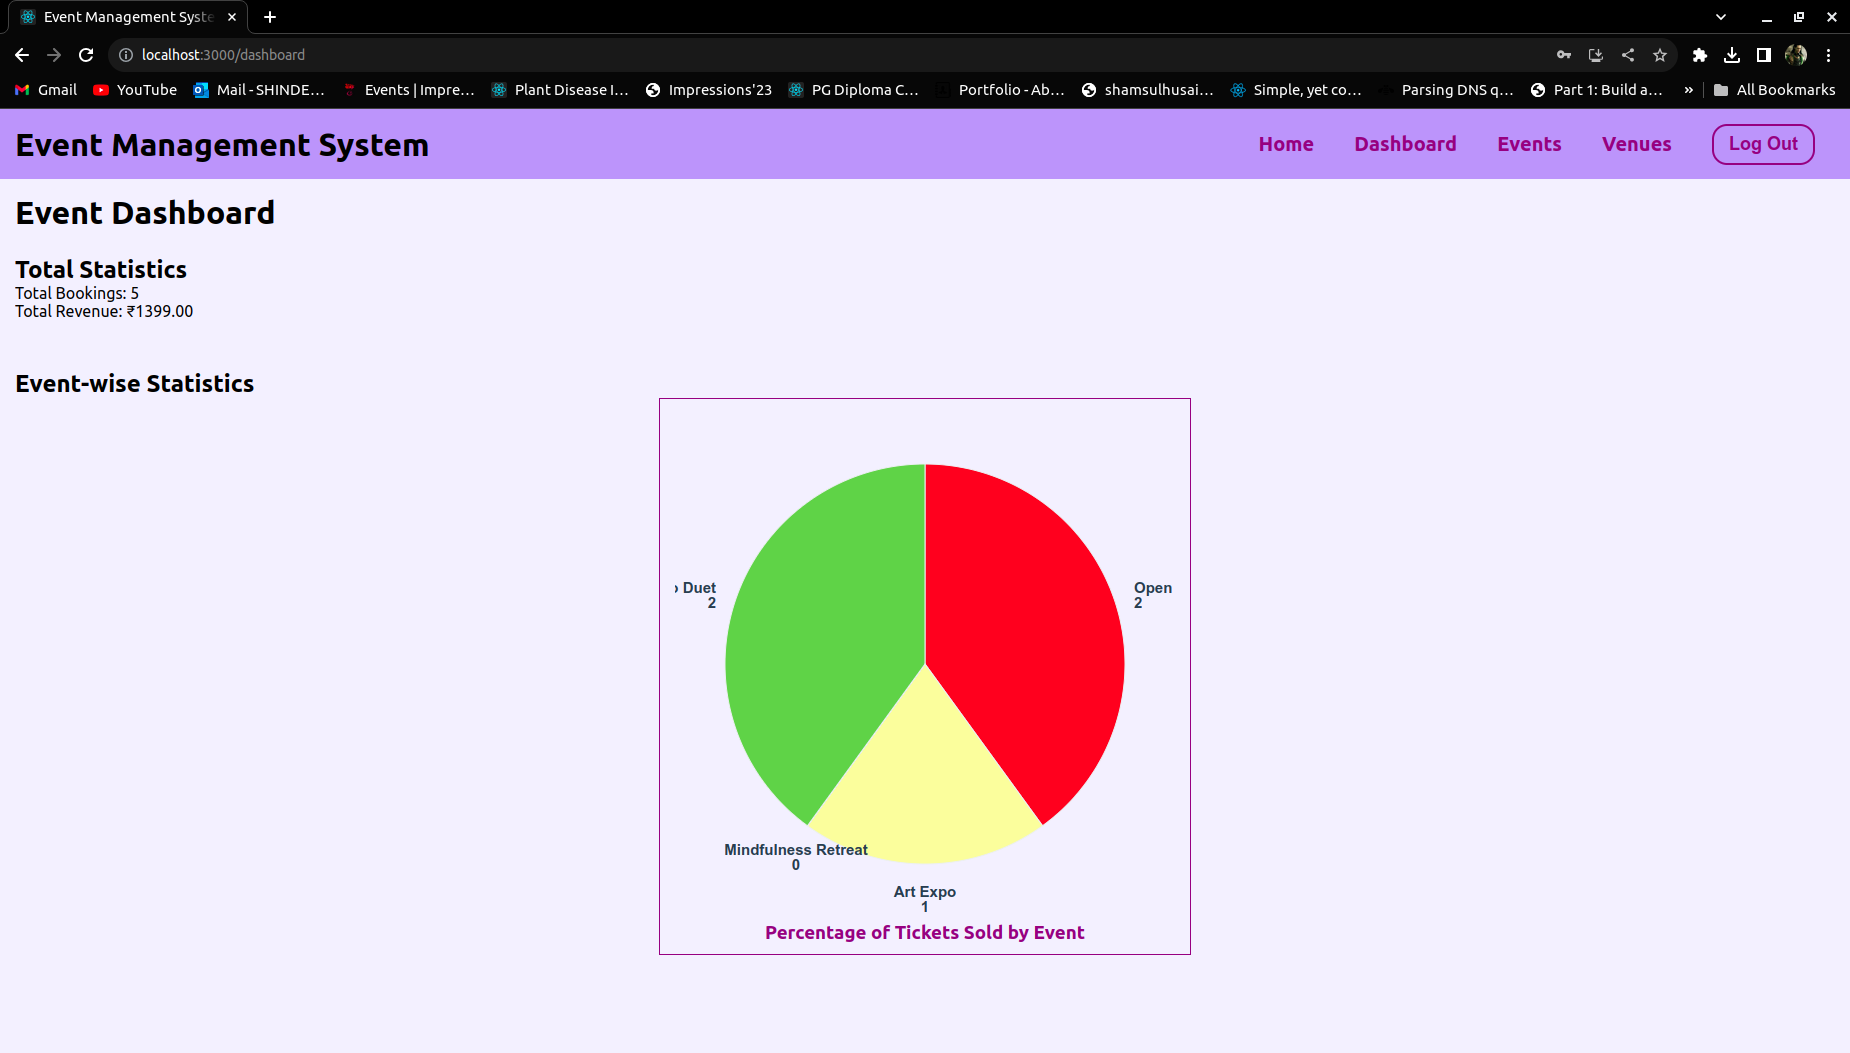 Event Management Syste
localhost:3000/dashboard
Gmail
YouTube
Mail - SHINDE...
Events | Impre...
Plant Disease I...
Impressions'23
PG Diploma C...
Portfolio - Ab...
shamsulhusai...
Simple, yet co...
Parsing DNS q...
Part 1: Build a...
»
All Bookmarks
Event Management System
Home
Dashboard
Events
Venues
Log Out
Event Dashboard
Total Statistics
Total Bookings: 5
Total Revenue: ₹1399.00
Event-wise Statistics
Duet
2
Open
2
Mindfulness Retreat
0
Art Expo
1
Percentage of Tickets Sold by Event